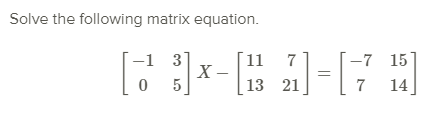 Solve the following matrix equation.
[ -1 3 ; 0 5 ] X − [ 11 7 ; 13 21 ] = [ -7 15 ; 7 14 ]